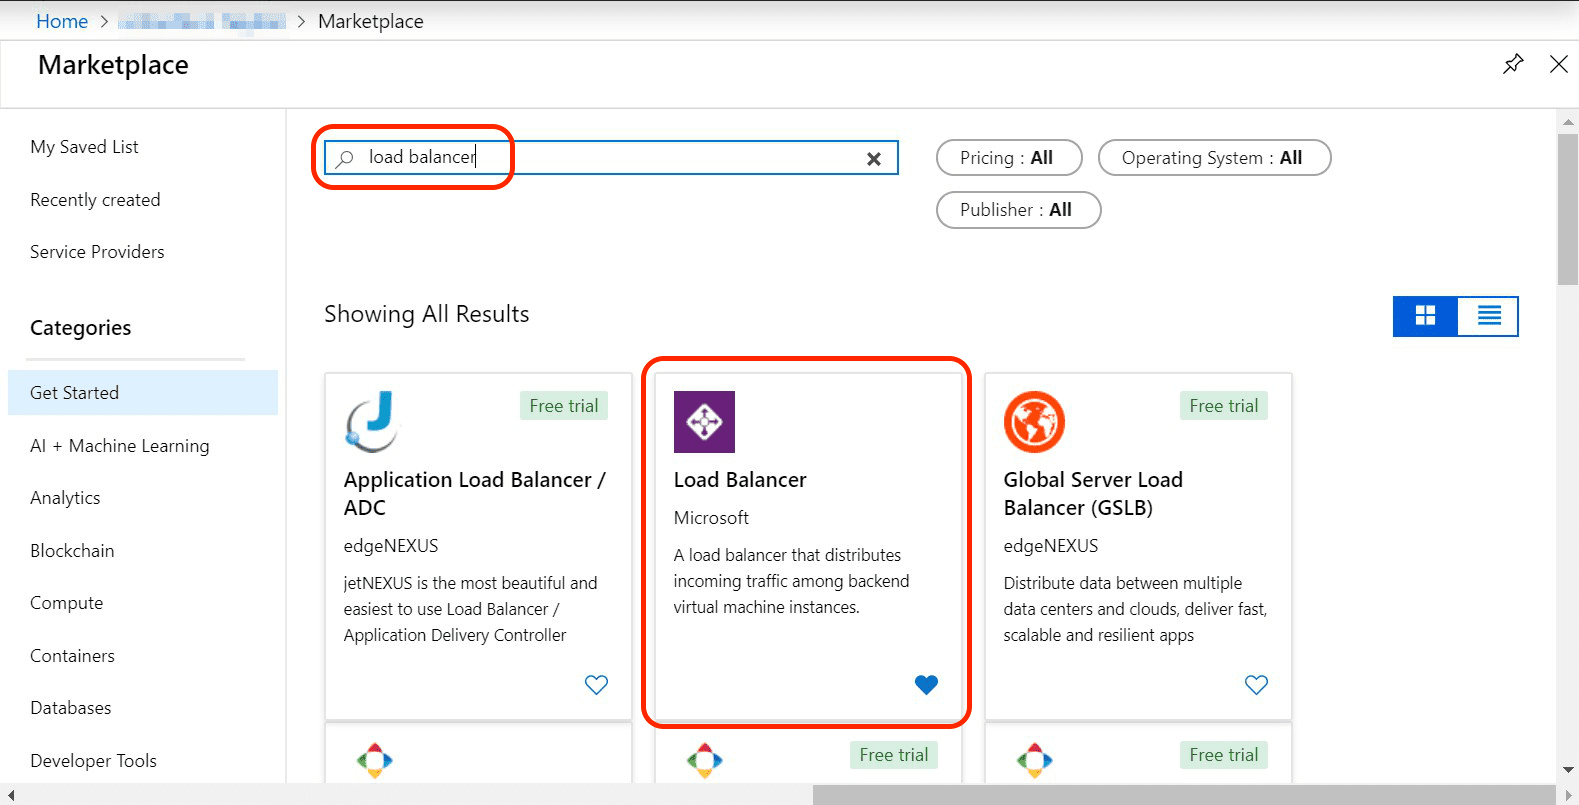 Home > > Marketplace
Marketplace
My Saved List
Recently created
Service Providers
Categories
Get Started
AI + Machine Learning
Analytics
Blockchain
Compute
Containers
Databases
Developer Tools
load balancer
Pricing : All
Operating System : All
Publisher : All
Showing All Results
Free trial
Application Load Balancer /
ADC
edgeNEXUS
jetNEXUS is the most beautiful and
easiest to use Load Balancer /
Application Delivery Controller
Load Balancer
Microsoft
A load balancer that distributes
incoming traffic among backend
virtual machine instances.
Free trial
Global Server Load
Balancer (GSLB)
edgeNEXUS
Distribute data between multiple
data centers and clouds, deliver fast,
scalable and resilient apps
Free trial
Free trial